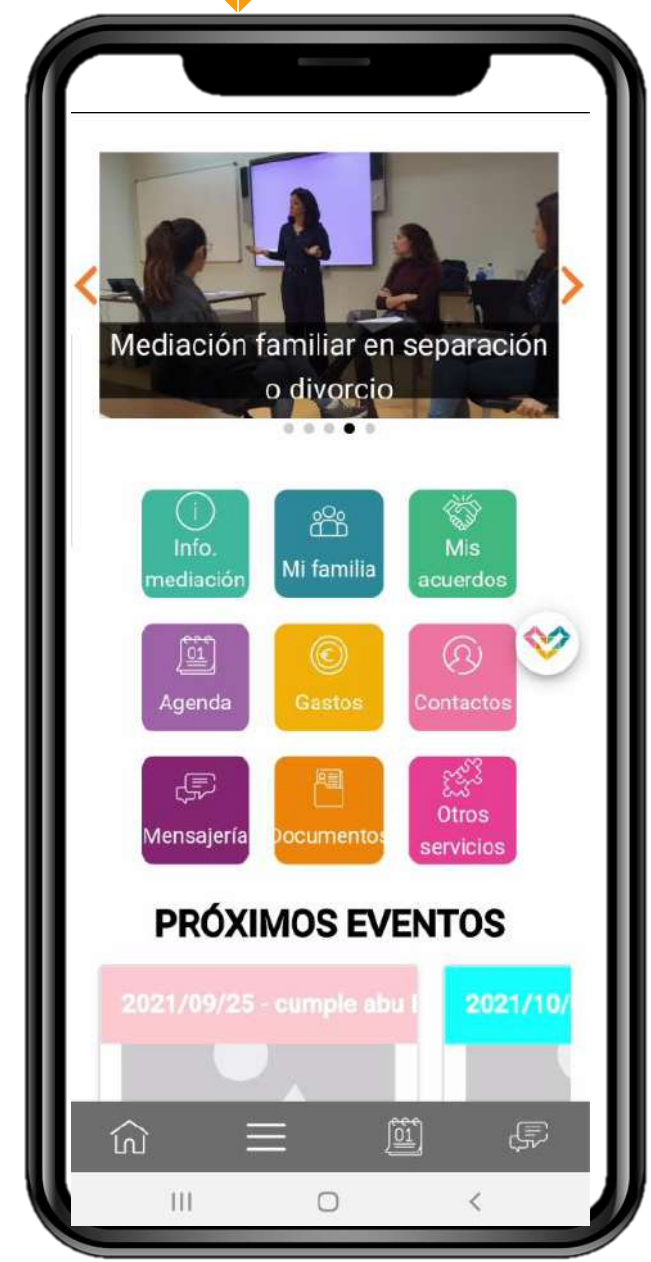 Mediación familiar en separación
o divorcio
Info.
mediación
Mi familia
Mis
acuerdos
01
Agenda
Gastos
Contactos
Mensajería
Documentos
Otros
servicios
PRÓXIMOS EVENTOS
2021/09/25 - cumple abu
2021/10/
01